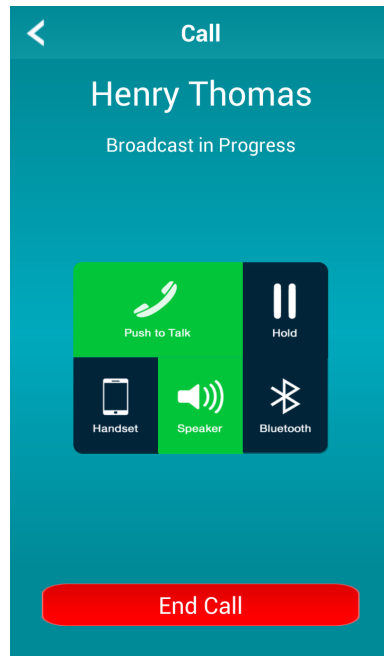 Call
Henry Thomas
Broadcast in Progress
Push to Talk
Hold
Handset
Speaker
Bluetooth
End Call